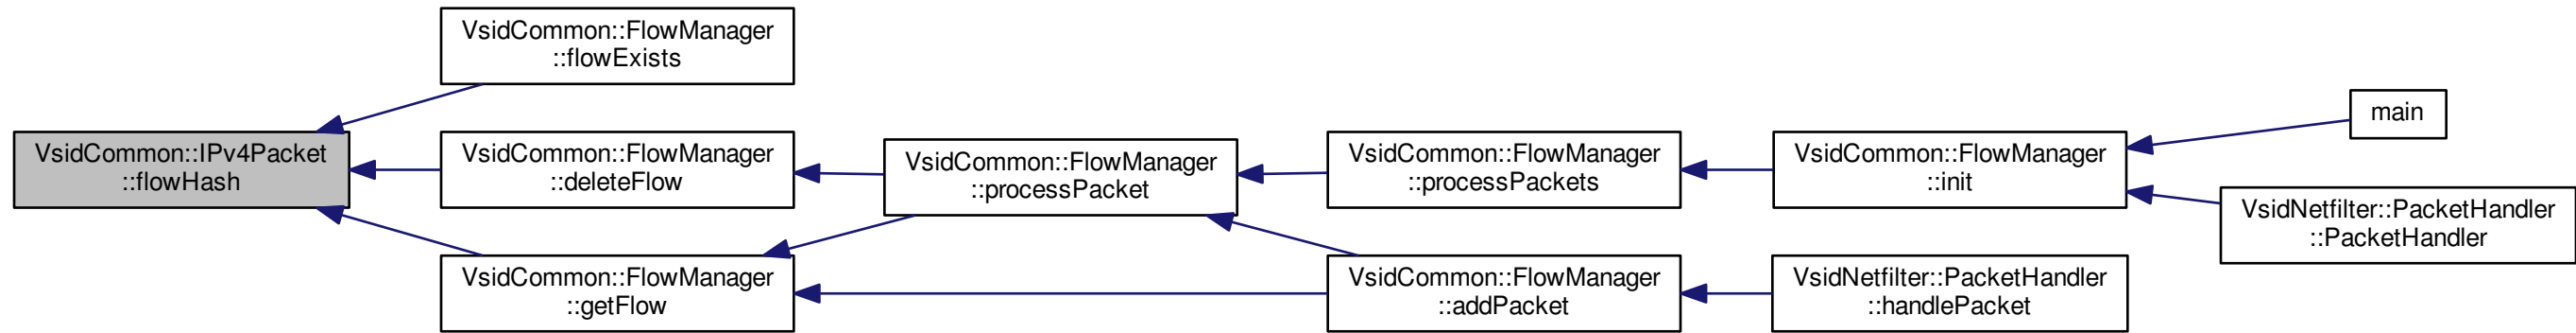 VsidCommon::IPv4Packet
::flowHash
VsidCommon::FlowManager
::flowExists
VsidCommon::FlowManager
::deleteFlow
VsidCommon::FlowManager
::getFlow
VsidCommon::FlowManager
::processPacket
VsidCommon::FlowManager
::processPackets
VsidCommon::FlowManager
::addPacket
VsidCommon::FlowManager
::init
VsidNetfilter::PacketHandler
::handlePacket
main
VsidNetfilter::PacketHandler
::PacketHandler